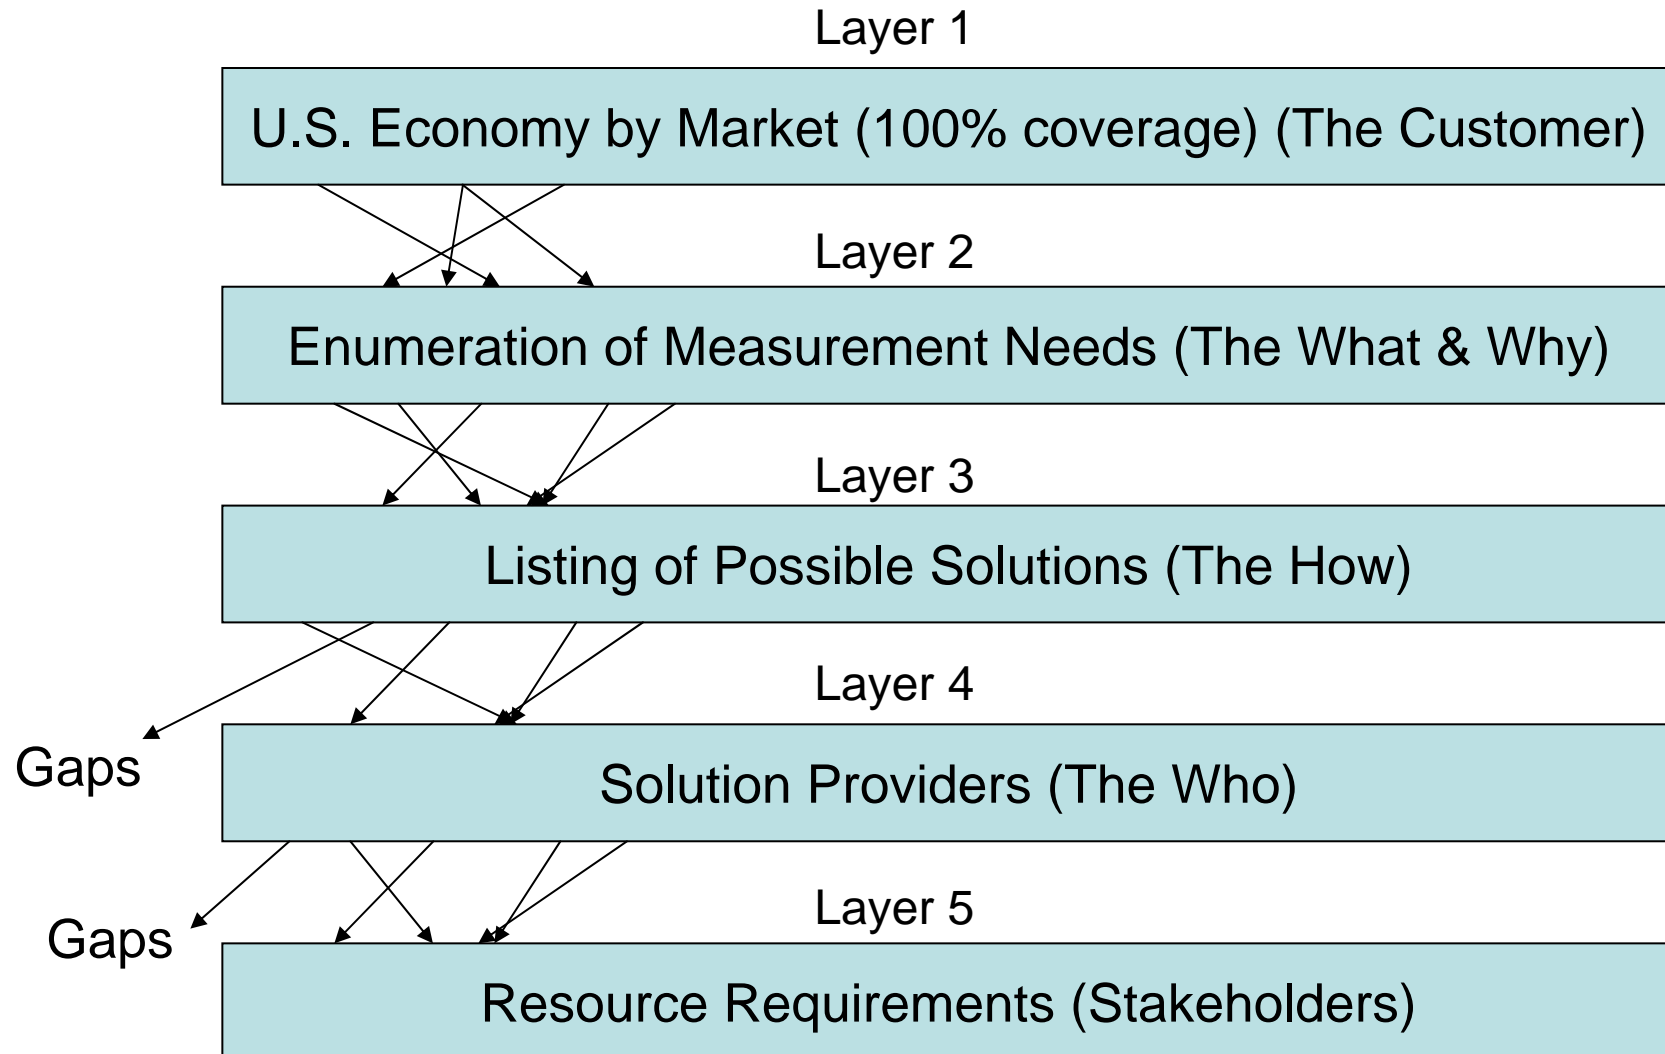 Layer 1
U.S. Economy by Market (100% coverage) (The Customer)
Layer 2
Enumeration of Measurement Needs (The What & Why)
Layer 3
Listing of Possible Solutions (The How)
Layer 4
Gaps
Solution Providers (The Who)
Layer 5
Gaps
Resource Requirements (Stakeholders)